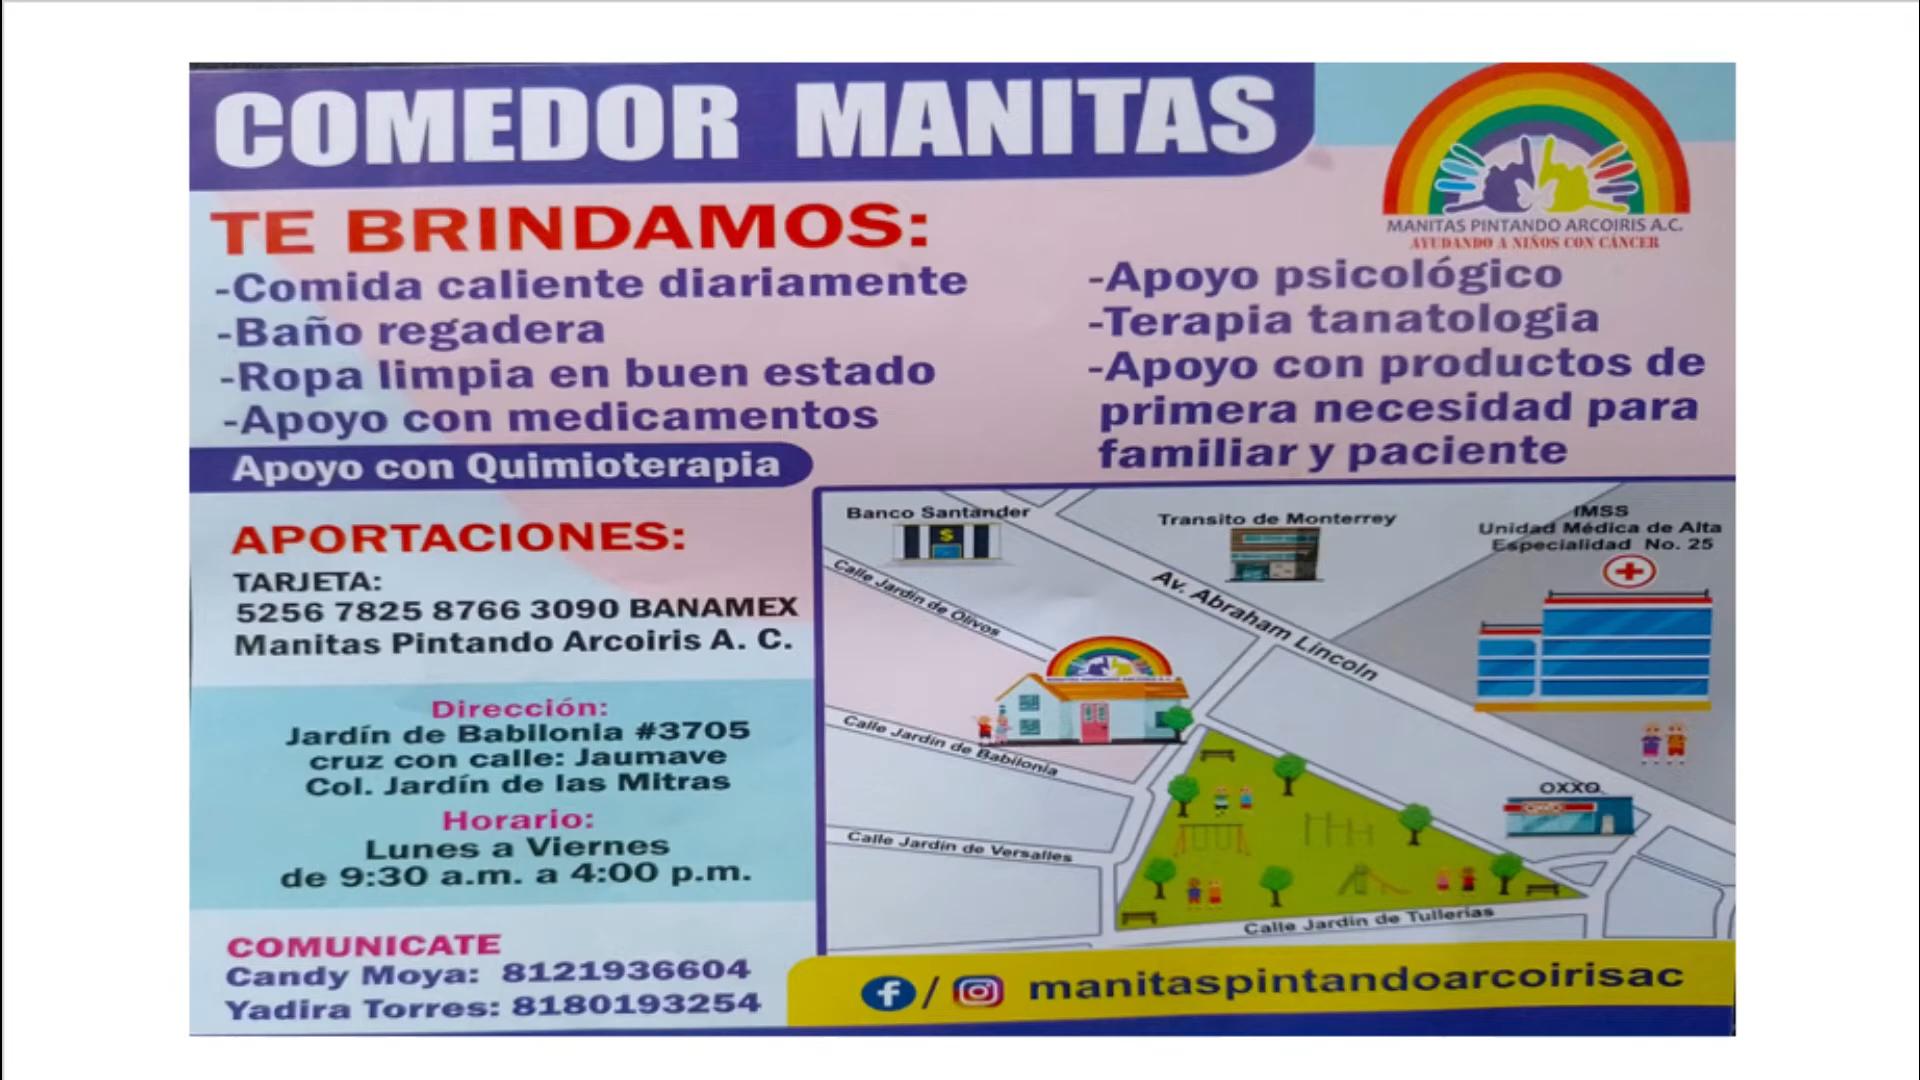 COMEDOR MANITAS
MANITAS PINTANDO ARCOIRIS A.C.
AYUDANDO A NIÑOS CON CÁNCER
TE BRINDAMOS:
-Comida caliente diariamente
-Baño regadera
-Ropa limpia en buen estado
-Apoyo con medicamentos
-Apoyo psicológico
-Terapia tanatologia
-Apoyo con productos de
primera necesidad para
familiar y paciente
Apoyo con Quimioterapia
APORTACIONES:
TARJETA:
5256 7825 8766 3090 BANAMEX
Manitas Pintando Arcoiris A. C.
Dirección:
Jardín de Babilonia #3705
cruz con calle: Jaumave
Col. Jardín de las Mitras
Horario:
Lunes a Viernes
de 9:30 a.m. a 4:00 p.m.
COMUNICATE
Candy Moya: 8121936604
Yadira Torres: 8180193254
Banco Santander
$
Transito de Monterrey
IMSS
Unidad Médica de Alta
Especialidad No. 25
Calle Jardín de Olivos
Av. Abraham Lincoln
Calle Jardin de Babilonia
OXXO
OXXO
Calle Jardin de Versalles
Calle Jardin de Tullerías
f / manitaspintandoarcoirisac